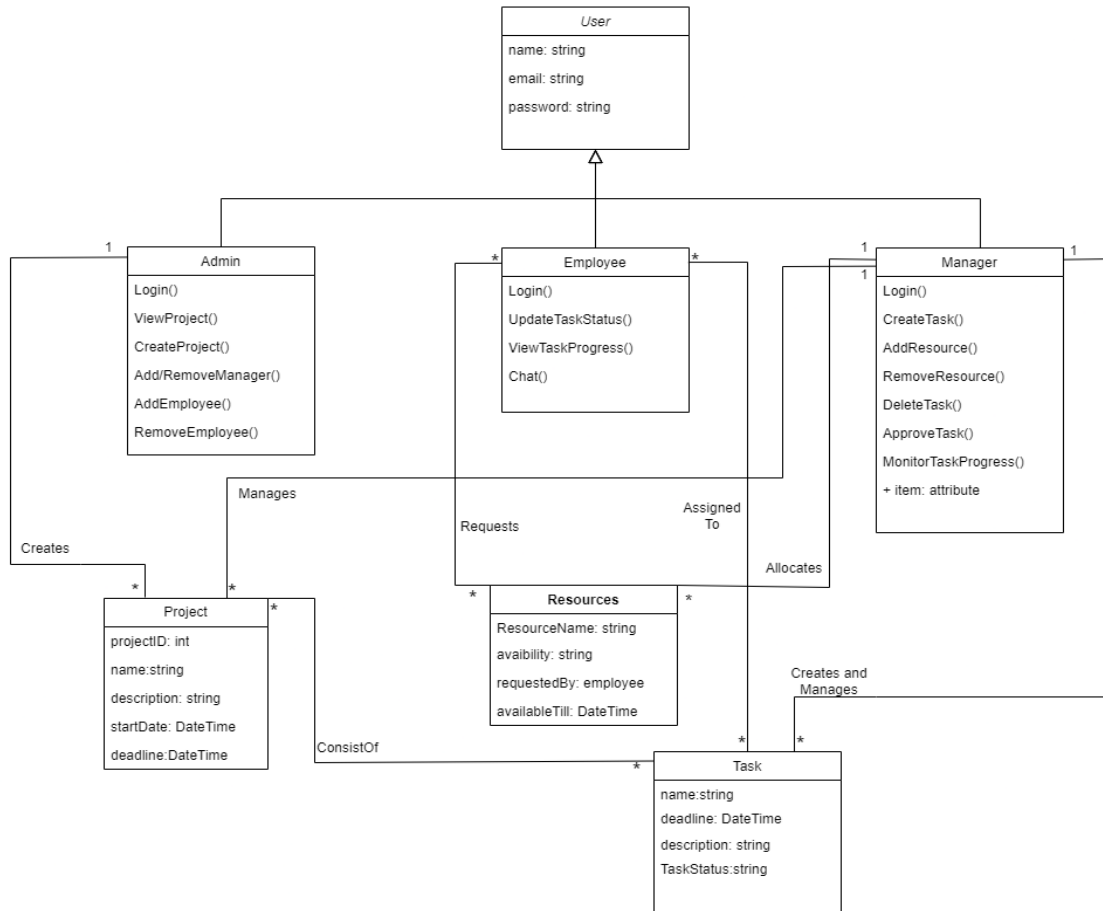 User
name: string
email: string
password: string
1
Admin
Login()
ViewProject()
CreateProject()
Add/RemoveManager()
AddEmployee()
RemoveEmployee()
*
Employee
*
Login()
UpdateTaskStatus()
ViewTaskProgress()
Chat()
1
1
Manager
1
Login()
CreateTask()
AddResource()
RemoveResource()
DeleteTask()
ApproveTask()
MonitorTaskProgress()
+ item: attribute
Manages
Requests
Assigned
To
Creates
Allocates
*
*
*
Project
projectID: int
name:string
description: string
startDate: DateTime
deadline:DateTime
*
*
Resources
ResourceName: string
avaibility: string
requestedBy: employee
availableTill: DateTime
Creates and
Manages
ConsistOf
*
*
*
Task
name:string
deadline: DateTime
description: string
TaskStatus:string